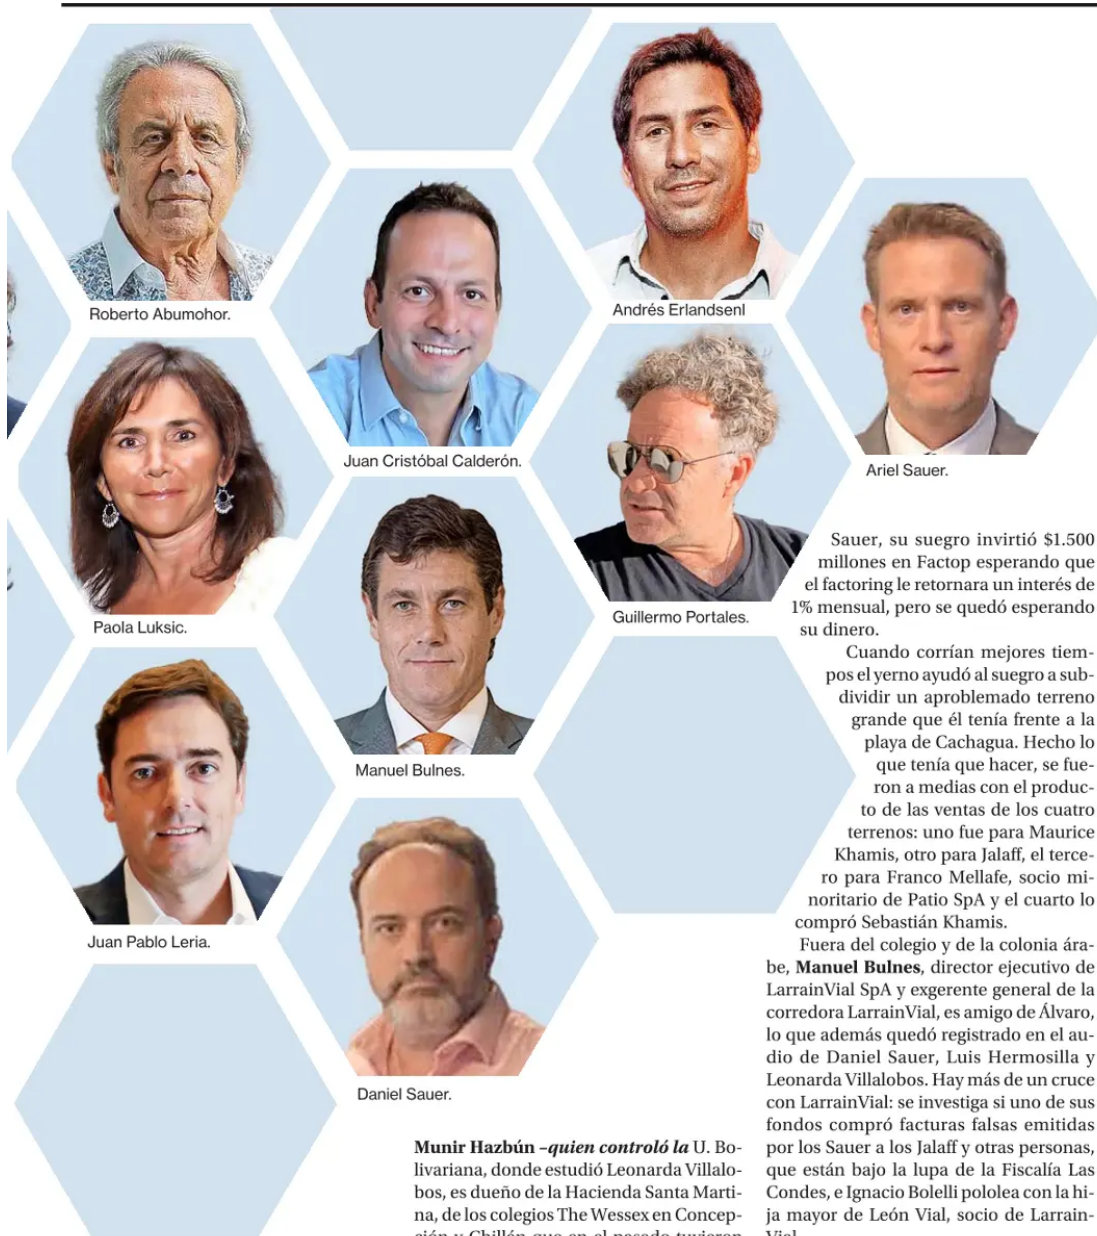 Roberto Abumohor.
Andrés Erlandsenl
Juan Cristóbal Calderón.
Ariel Sauer.
Paola Luksic.
Guillermo Portales.
Manuel Bulnes.
Juan Pablo Leria.
Daniel Sauer.
Munir Hazbún –quien controló la U. Bo-
livariana, donde estudió Leonarda Villalo-
bos, es dueño de la Hacienda Santa Marti-
na, de los colegios The Wessex en Concep-
ción y Chillán que en el pasado tuvieron
Sauer, su suegro invirtió $1.500
millones en Factop esperando que
el factoring le retornara un interés de
1% mensual, pero se quedó esperando
su dinero.
Cuando corrían mejores tiem-
pos el yerno ayudó al suegro a sub-
dividir un aproblemado terreno
grande que él tenía frente a la
playa de Cachagua. Hecho lo
que tenía que hacer, se fue-
ron a medias con el produc-
to de las ventas de los cuatro
terrenos: uno fue para Maurice
Khamis, otro para Jalaff, el terce-
ro para Franco Mellafe, socio mi-
noritario de Patio SpA y el cuarto lo
compró Sebastián Khamis.
Fuera del colegio y de la colonia ára-
be, Manuel Bulnes, director ejecutivo de
LarrainVial SpA y exgerente general de la
corredora LarrainVial, es amigo de Álvaro,
lo que además quedó registrado en el au-
dio de Daniel Sauer, Luis Hermosilla y
Leonarda Villalobos. Hay más de un cruce
con LarrainVial: se investiga si uno de sus
fondos compró facturas falsas emitidas
por los Sauer a los Jalaff y otras personas,
que están bajo la lupa de la Fiscalía Las
Condes, e Ignacio Bolelli pololea con la hi-
ja mayor de León Vial, socio de Larrain-
Vial.